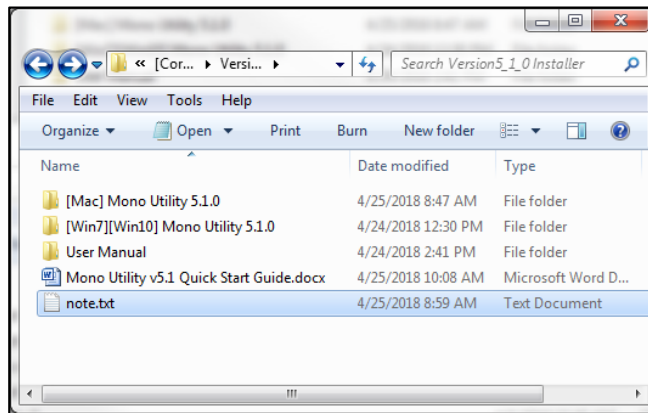 « [Cor... ▸ Versi... ▸ Search Version5_1_0 Installer
File Edit View Tools Help
Organize Open Print Burn New folder
Name Date modified Type
[Mac] Mono Utility 5.1.0 4/25/2018 8:47 AM File folder
[Win7][Win10] Mono Utility 5.1.0 4/24/2018 12:30 PM File folder
User Manual 4/24/2018 2:41 PM File folder
Mono Utility v5.1 Quick Start Guide.docx 4/25/2018 10:08 AM Microsoft Word D...
note.txt 4/25/2018 8:59 AM Text Document